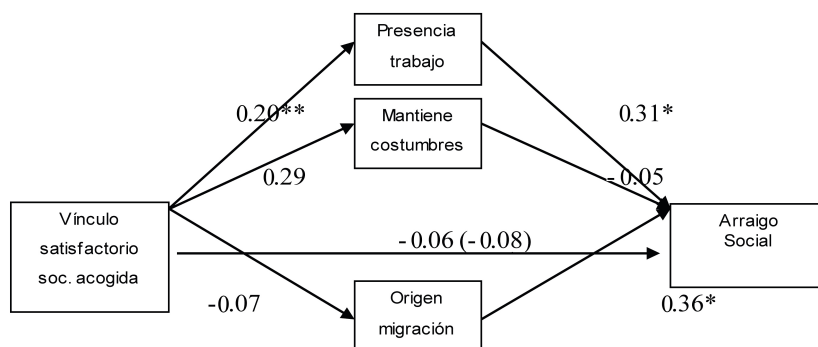 Presencia
trabajo
0.20**
0.31*
Mantiene
costumbres
0.29
- 0.05
Vínculo
satisfactorio
soc. acogida
- 0.06 (-0.08)
Arraigo
Social
-0.07
Origen
migración
0.36*